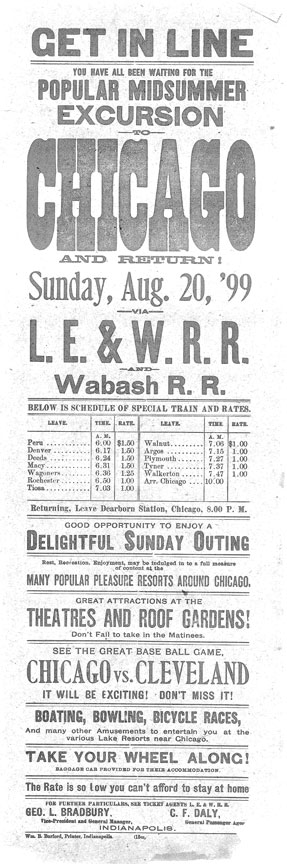 GET IN LINE
YOU HAVE ALL BEEN WAITING FOR THE
POPULAR MIDSUMMER
EXCURSION
TO
CHICAGO
AND RETURN!
Sunday, Aug. 20, '99
VIA
L. E. & W. R. R.
AND
Wabash R. R.
BELOW IS SCHEDULE OF SPECIAL TRAIN AND RATES.
LEAVE. TIME. RATE. LEAVE. TIME. RATE.
A. M. A. M.
Peru 6.00 $1.50 Walnut 7.06 $1.00
Denver 6.17 1.50 Argos 7.15 1.00
Deeds 6.24 1.50 Plymouth 7.27 1.00
Macy 6.31 1.50 Tyner 7.37 1.00
Wagoners 6.36 1.25 Walkerton 7.47 1.00
Rochester 6.50 1.00 Arr. Chicago 10.00
Tiosa 7.03 1.00
Returning, Leave Dearborn Station, Chicago, 8.00 P. M.
GOOD OPPORTUNITY TO ENJOY A
DELIGHTFUL SUNDAY OUTING
Rest, Recreation, Enjoyment, may be indulged in to a full measure
of content at the
MANY POPULAR PLEASURE RESORTS AROUND CHICAGO.
GREAT ATTRACTIONS AT THE
THEATRES AND ROOF GARDENS!
Don't Fail to take in the Matinees.
SEE THE GREAT BASE BALL GAME,
CHICAGO vs. CLEVELAND
IT WILL BE EXCITING! DON'T MISS IT!
BOATING, BOWLING, BICYCLE RACES,
And many other Amusements to entertain you at the
various Lake Resorts near Chicago.
TAKE YOUR WHEEL ALONG!
BAGGAGE CAR PROVIDED FOR THEIR ACCOMMODATION.
The Rate is so Low you can't afford to stay at home
FOR FURTHER PARTICULARS, SEE TICKET AGENTS L. E. & W. R. R.
GEO. L. BRADBURY, C. F. DALY,
Vice-President and General Manager, General Passenger Agent
INDIANAPOLIS.
Wm. B. Burford, Printer, Indianapolis.